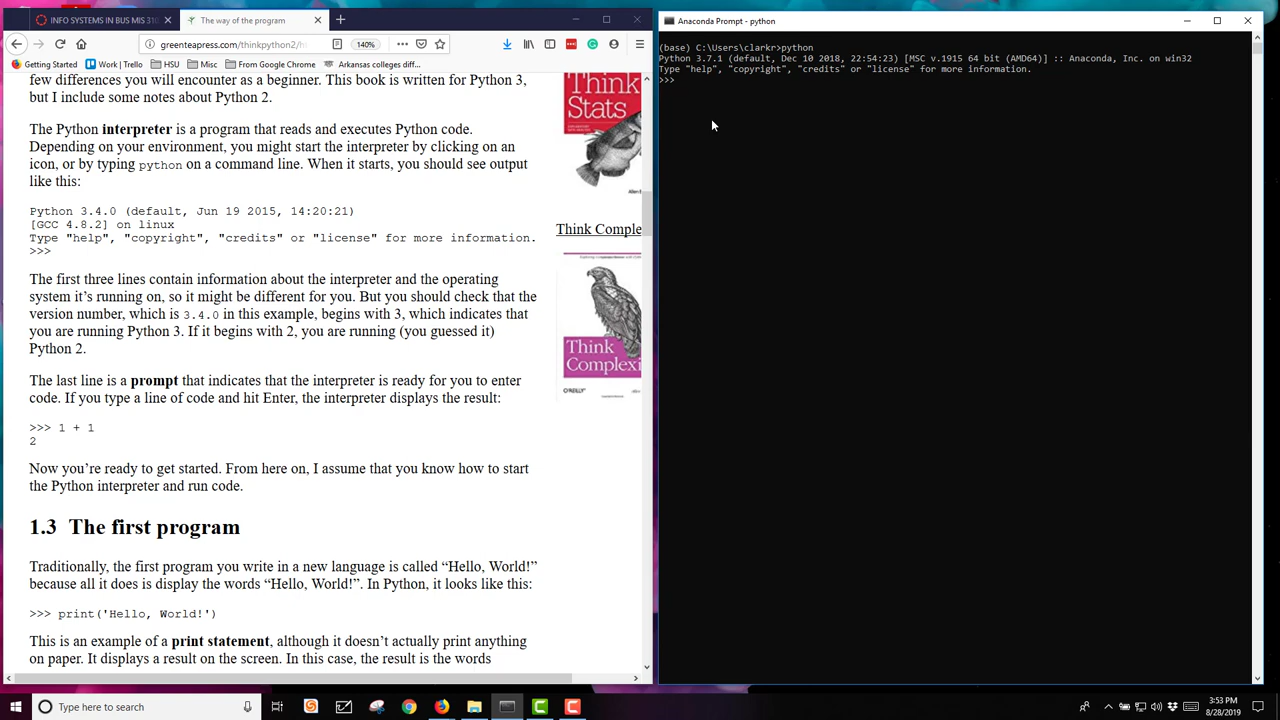 INFO SYSTEMS IN BUS MIS 310
The way of the program
greenteapress.com/thinkpython2/h
140%
Getting Started
Work | Trello
HSU
Misc
From Google Chrome
Arkansas colleges diff...
few differences you will encounter as a beginner. This book is written for Python 3,
but I include some notes about Python 2.
The Python interpreter is a program that reads and executes Python code.
Depending on your environment, you might start the interpreter by clicking on an
icon, or by typing python on a command line. When it starts, you should see output
like this:
Python 3.4.0 (default, Jun 19 2015, 14:20:21)
[GCC 4.8.2] on linux
Type "help", "copyright", "credits" or "license" for more information.
>>>
The first three lines contain information about the interpreter and the operating
system it’s running on, so it might be different for you. But you should check that the
version number, which is 3.4.0 in this example, begins with 3, which indicates that
you are running Python 3. If it begins with 2, you are running (you guessed it)
Python 2.
The last line is a prompt that indicates that the interpreter is ready for you to enter
code. If you type a line of code and hit Enter, the interpreter displays the result:
>>> 1 + 1
2
Now you’re ready to get started. From here on, I assume that you know how to start
the Python interpreter and run code.
1.3 The first program
Traditionally, the first program you write in a new language is called “Hello, World!”
because all it does is display the words “Hello, World!”. In Python, it looks like this:
>>> print('Hello, World!')
This is an example of a print statement, although it doesn’t actually print anything
on paper. It displays a result on the screen. In this case, the result is the words
Think
Stats
Allen B
Think Comple
Think
Complexi
O'REILLY
Anaconda Prompt - python
(base) C:\Users\clarkr>python
Python 3.7.1 (default, Dec 10 2018, 22:54:23) [MSC v.1915 64 bit (AMD64)] :: Anaconda, Inc. on win32
Type "help", "copyright", "credits" or "license" for more information.
>>>
Type here to search
3:53 PM
8/28/2019